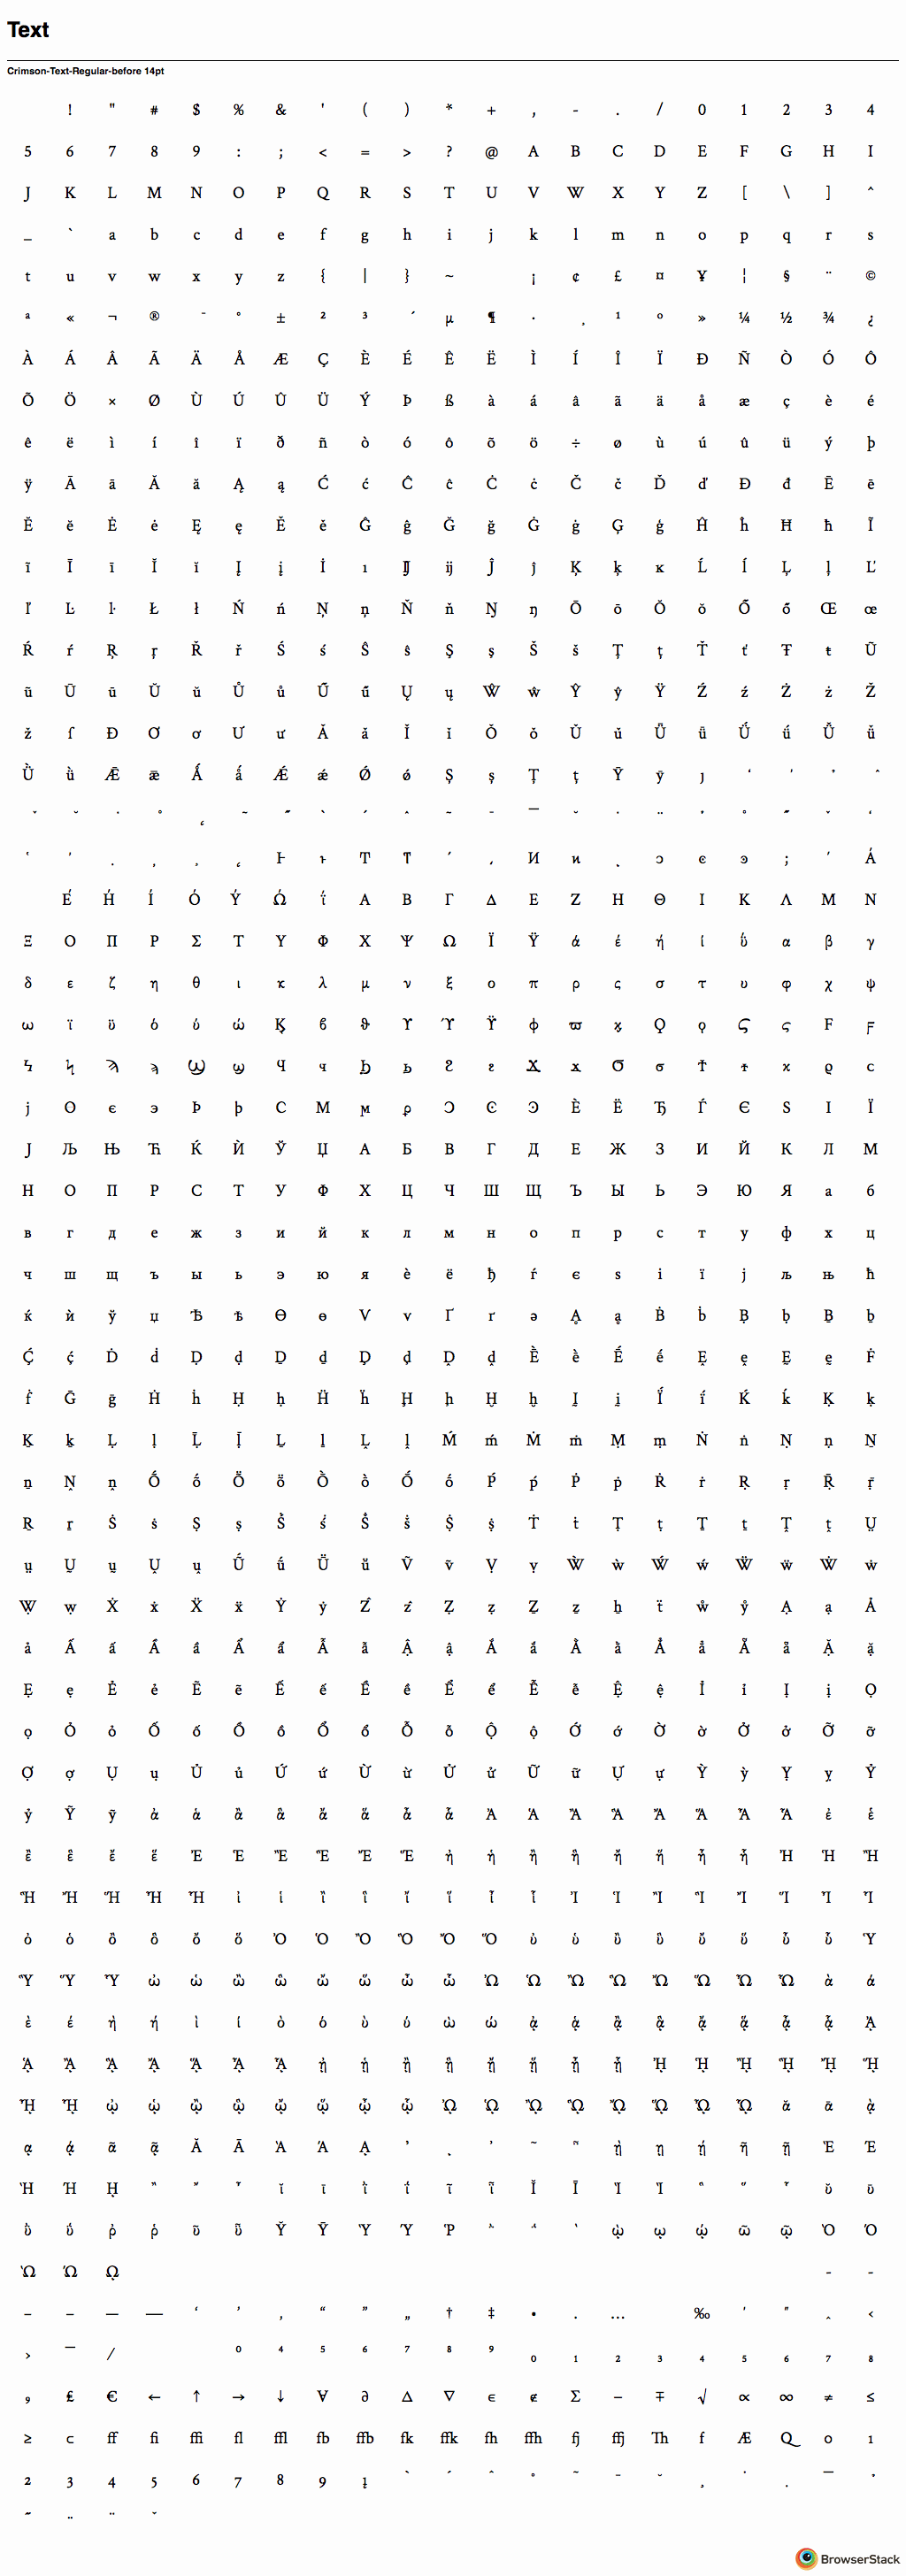 Text
Crimson-Text-Regular-before 14pt
! " # $ % & ' ( ) * + , - . / 0 1 2 3 4
5 6 7 8 9 : ; < = > ? @ A B C D E F G H I
J K L M N O P Q R S T U V W X Y Z [ \ ] ^
_ ` a b c d e f g h i j k l m n o p q r s
t u v w x y z { | } ~ ¡ ¢ £ ¤ ¥ ¦ § ¨ ©
ª « ¬ ® ¯ ° ± ² ³ ´ µ ¶ · ¸ ¹ º » ¼ ½ ¾ ¿
À Á Â Ã Ä Å Æ Ç È É Ê Ë Ì Í Î Ï Ð Ñ Ò Ó Ô
Õ Ö × Ø Ù Ú Û Ü Ý Þ ß à á â ã ä å æ ç è é
ê ë ì í î ï ð ñ ò ó ô õ ö ÷ ø ù ú û ü ý þ
ÿ Ā ā Ă ă Ą ą Ć ć Ĉ ĉ Ċ ċ Č č Ď ď Đ đ Ē ē
Ĕ ĕ Ė ė Ę ę Ě ě Ĝ ĝ Ğ ğ Ġ ġ Ģ ģ Ĥ ĥ Ħ ħ Ĩ
ĩ Ī ī Ĭ ĭ Į į İ ı Ĳ ĳ Ĵ ĵ Ķ ķ ĸ Ĺ ĺ Ļ ļ Ľ
ľ Ŀ ŀ Ł ł Ń ń Ņ ņ Ň ň Ŋ ŋ Ō ō Ŏ ŏ Ő ő Œ œ
Ŕ ŕ Ŗ ŗ Ř ř Ś ś Ŝ ŝ Ş ş Š š Ţ ţ Ť ť Ŧ ŧ Ũ
ũ Ū ū Ŭ ŭ Ů ů Ű ű Ų ų Ŵ ŵ Ŷ ŷ Ÿ Ź ź Ż ż Ž
ž ſ Đ Ơ ơ Ư ư Ǎ ǎ Ǐ ǐ Ǒ ǒ Ǔ ǔ Ǖ ǖ Ǘ ǘ Ǚ ǚ
Ǜ ǜ Ǣ ǣ Ǻ ǻ Ǽ ǽ Ǿ ǿ Ș ș Ț ț Ȳ ȳ ȷ
Έ Ή Ί Ό Ύ Ώ ΐ Α Β Γ Δ Ε Ζ Η Θ Ι Κ Λ Μ Ν
Ξ Ο Π Ρ Σ Τ Υ Φ Χ Ψ Ω Ϊ Ϋ ά έ ή ί ΰ α β γ
δ ε ζ η θ ι κ λ μ ν ξ ο π ρ ς σ τ υ φ χ ψ
ω ϊ ϋ ό ύ ώ Ϗ ϐ ϑ ϒ ϓ ϔ ϕ ϖ ϗ Ϙ ϙ Ϛ ϛ Ϝ ϝ
Ϟ ϟ Ϡ ϡ Ϣ ϣ Ϥ ϥ Ϧ ϧ Ϩ ϩ Ϫ ϫ Ϭ ϭ Ϯ ϯ ϰ ϱ ϲ
ϳ ϴ ϵ϶ Ϸ ϸ Ϲ Ϻ ϻ ϼ Ͻ Ͼ Ͽ Ѐ Ё Ђ Ѓ Є Ѕ І Ї
Ј Љ Њ Ћ Ќ Ѝ Ў Џ А Б В Г Д Е Ж З И Й К Л М
Н О П Р С Т У Ф Х Ц Ч Ш Щ Ъ Ы Ь Э Ю Я а б
в г д е ж з и й к л м н о п р с т у ф х ц
ч ш щ ъ ы ь э ю я ѐ ё ђ ѓ є ѕ і ї ј љ њ ћ
ќ ѝ ў џ Ѣ ѣ Ѳ ѳ Ѵ ѵ Ґ ґ ə Ḁ ḁ Ḃ ḃ Ḅ ḅ Ḇ ḇ
Ḉ ḉ Ḋ ḋ Ḍ ḍ Ḏ ḏ Ḑ ḑ Ḓ ḓ Ḕ ḕ Ḗ ḗ Ḙ ḙ Ḛ ḛ Ḟ
ḟ Ḡ ḡ Ḣ ḣ Ḥ ḥ Ḧ ḧ Ḩ ḩ Ḫ ḫ Ḭ ḭ Ḯ ḯ Ḱ ḱ Ḳ ḳ
Ḵ ḵ Ḷ ḷ Ḹ ḹ Ḻ ḻ Ḽ ḽ Ḿ ḿ Ṁ ṁ Ṃ ṃ Ṅ ṅ Ṇ ṇ Ṉ
ṉ Ṋ ṋ Ṍ ṍ Ṏ ṏ Ṑ ṑ Ṓ ṓ Ṕ ṕ Ṗ ṗ Ṙ ṙ Ṛ ṛ Ṝ ṝ
Ṟ ṟ Ṡ ṡ Ṣ ṣ Ṥ ṥ Ṧ ṧ Ṩ ṩ Ṫ ṫ Ṭ ṭ Ṯ ṯ Ṱ ṱ Ṳ
ṳ Ṵ ṵ Ṷ ṷ Ṹ ṹ Ṻ ṻ Ṽ ṽ Ṿ ṿ Ẁ ẁ Ẃ ẃ Ẅ ẅ Ẇ ẇ
Ẉ ẉ Ẋ ẋ Ẍ ẍ Ẏ ẏ Ẑ ẑ Ẓ ẓ Ẕ ẕ ẖ ẗ ẘ ẙ Ạ ạ Ả
ả Ấ ấ Ầ ầ Ẩ ẩ Ẫ ẫ Ậ ậ Ắ ắ Ằ ằ Ẳ ẳ Ẵ ẵ Ặ ặ
Ẹ ẹ Ẻ ẻ Ẽ ẽ Ế ế Ề ề Ể ể Ễ ễ Ệ ệ Ỉ ỉ Ị ị Ọ
ọ Ỏ ỏ Ố ố Ồ ồ Ổ ổ Ỗ ỗ Ộ ộ Ớ ớ Ờ ờ Ở ở Ỡ ỡ
Ợ ợ Ụ ụ Ủ ủ Ứ ứ Ừ ừ Ử ử Ữ ữ Ự ự Ỳ ỳ Ỵ ỵ Ỷ
ỷ Ỹ ỹ ἀ ἁ ἂ ἃ ἄ ἅ ἆ ἇ Ἀ Ἁ Ἂ Ἃ Ἄ Ἅ Ἆ Ἇ ἐ ἑ
ἒ ἓ ἔ ἕ Ἐ Ἑ Ἒ Ἓ Ἔ Ἕ ἠ ἡ ἢ ἣ ἤ ἥ ἦ ἧ Ἠ Ἡ Ἢ
Ἣ Ἤ Ἥ Ἦ Ἧ ἰ ἱ ἲ ἳ ἴ ἵ ἶ ἷ Ἰ Ἱ Ἲ Ἳ Ἴ Ἵ Ἶ Ἷ
ὀ ὁ ὂ ὃ ὄ ὅ Ὀ Ὁ Ὂ Ὃ Ὄ Ὅ ὐ ὑ ὒ ὓ ὔ ὕ ὖ ὗ Ὑ
Ὓ Ὕ Ὗ ὠ ὡ ὢ ὣ ὤ ὥ ὦ ὧ Ὠ Ὡ Ὢ Ὣ Ὤ Ὥ Ὦ Ὧ ὰ ά
ὲ έ ὴ ή ὶ ί ὸ ό ὺ ύ ὼ ώ ᾀ ᾁ ᾂ ᾃ ᾄ ᾅ ᾆ ᾇ ᾈ
ᾉ ᾊ ᾋ ᾌ ᾍ ᾎ ᾏ ᾐ ᾑ ᾒ ᾓ ᾔ ᾕ ᾖ ᾗ ᾘ ᾙ ᾚ ᾛ ᾜ ᾝ
ᾞ ᾟ ᾠ ᾡ ᾢ ᾣ ᾤ ᾥ ᾦ ᾧ ᾨ ᾩ ᾪ ᾫ ᾬ ᾭ ᾮ ᾯ ᾰ ᾱ ᾲ
ᾳ ᾴ ᾶ ᾷ Ᾰ Ᾱ Ὰ Ά ᾼ ᾽ ι ᾿ ῀ ῁ ῂ ῃ ῄ ῆ ῇ Ὲ Έ
Ὴ Ή ῌ ῍ ῎ ῏ ῐ ῑ ῒ ΐ ῖ ῗ Ῐ Ῑ Ὶ Ί ῝ ῞ ῟ ῠ ῡ
ῢ ΰ ῤ ῥ ῦ ῧ Ῠ Ῡ Ὺ Ύ Ῥ ῭ ΅ ` ῲ ῳ ῴ ῶ ῷ Ὸ Ό
Ὼ Ώ ῼ ‐ ‑
‒ – — ― ‘ ’ ‚ “ ” „ † ‡ • ․ … ‰ ′ ″ ‸ ‹
› ‾ ⁄ ⁰ ⁴ ⁵ ⁶ ⁷ ⁸ ⁹ ₀ ₁ ₂ ₃ ₄ ₅ ₆ ₇ ₈
₉ ₤ € ← ↑ → ↓ ∀ ∂ ∆ ∇ ∈ ∉ ∑ − ∓ √ ∝ ∞ ≠ ≤
≥ ⊂ ff fi ffi fl ffl fb ffb fk ffk fh ffh fj ffj Th f Æ Q 0 1
2 3 4 5 6 7 8 9
BrowserStack